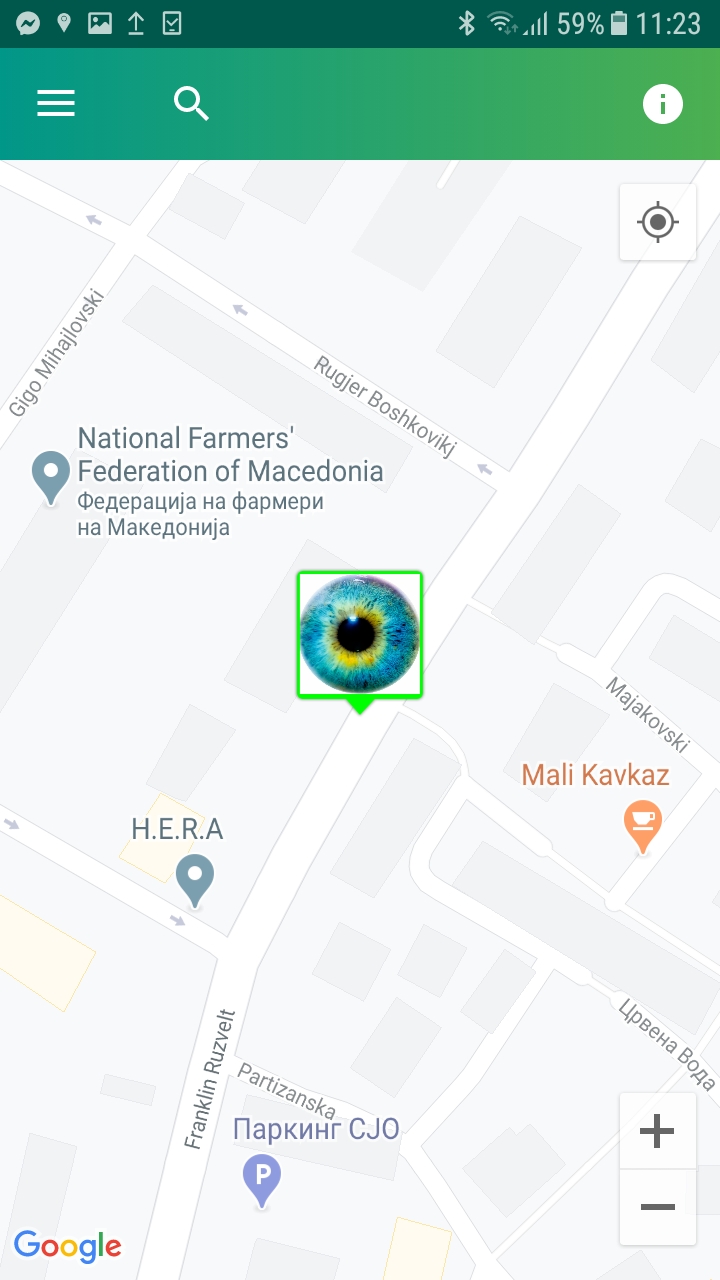 59% 11:23
Gigo Mihajlovski
Rugjer Boshkovikj
National Farmers'
Federation of Macedonia
Федерација на фармери
на Македонија
Majakovski
Mali Kavkaz
H.E.R.A
Црвена Вода
Franklin Ruzvelt
Partizanska
Паркинг СЈО
P
Google